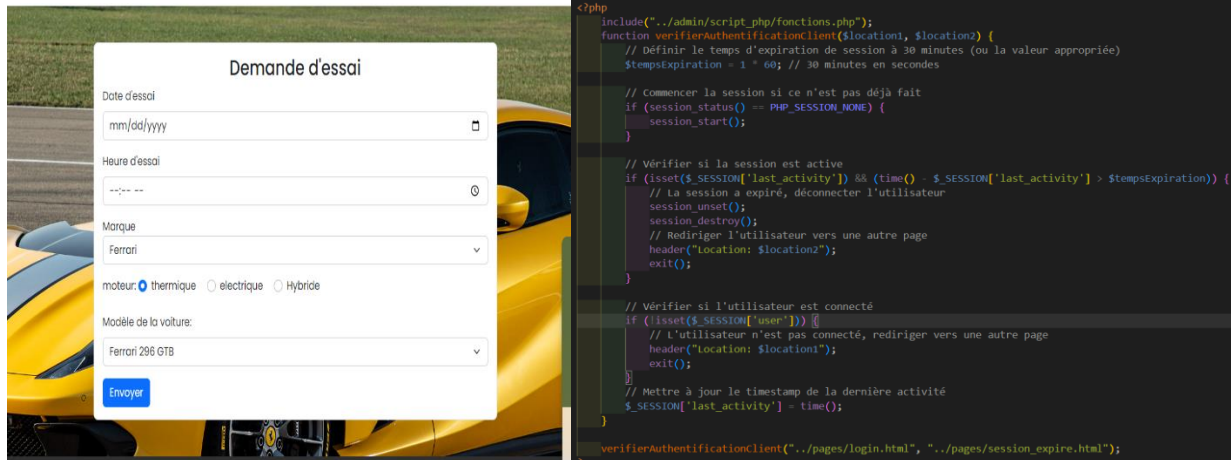 Demande d'essai
Date d'essai
mm/dd/yyyy
Heure d'essai
--:-- --
Marque
Ferrari
moteur: thermique electrique Hybride
Modèle de la voiture:
Ferrari 296 GTB
Envoyer
<?php
include("../admin/script_php/fonctions.php");
function verifierAuthentificationClient($location1, $location2) {
// Définir le temps d'expiration de session à 30 minutes (ou la valeur appropriée)
$tempsExpiration = 1 * 60; // 30 minutes en secondes
// Commencer la session si ce n'est pas déjà fait
if (session_status() == PHP_SESSION_NONE) {
session_start();
}
// Vérifier si la session est active
if (isset($_SESSION['last_activity']) && (time() - $_SESSION['last_activity'] > $tempsExpiration)) {
// La session a expiré, déconnecter l'utilisateur
session_unset();
session_destroy();
// Rediriger l'utilisateur vers une autre page
header("Location: $location2");
exit();
}
// Vérifier si l'utilisateur est connecté
if (!isset($_SESSION['user'])) {
// L'utilisateur n'est pas connecté, rediriger vers une autre page
header("Location: $location1");
exit();
}
// Mettre à jour le timestamp de la dernière activité
$_SESSION['last_activity'] = time();
}
verifierAuthentificationClient("../pages/login.html", "../pages/session_expire.html");